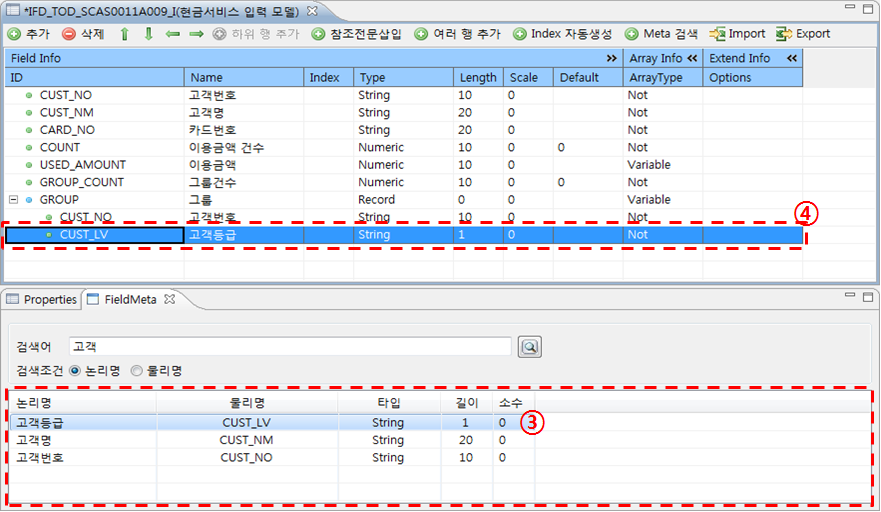 *IFD_TOD_SCAS0011A009_I(현금서비스 입력 모델)
추가 삭제 하위 행 추가 참조전문삽입 여러 행 추가 Index 자동생성 Meta 검색 Import Export
Field Info >> Array Info << Extend Info <<
ID Name Index Type Length Scale Default ArrayType Options
CUST_NO 고객번호 String 10 0 Not
CUST_NM 고객명 String 20 0 Not
CARD_NO 카드번호 String 20 0 Not
COUNT 이용금액 건수 Numeric 10 0 0 Not
USED_AMOUNT 이용금액 Numeric 10 0 Variable
GROUP_COUNT 그룹건수 Numeric 10 0 0 Not
GROUP 그룹 Record 0 0 Variable
CUST_NO 고객번호 String 10 0 Not
④
CUST_LV 고객등급 String 1 0 Not
Properties FieldMeta
검색어 고객
검색조건 논리명 물리명
논리명 물리명 타입 길이 소수
고객등급 CUST_LV String 1 0 ③
고객명 CUST_NM String 20 0
고객번호 CUST_NO String 10 0